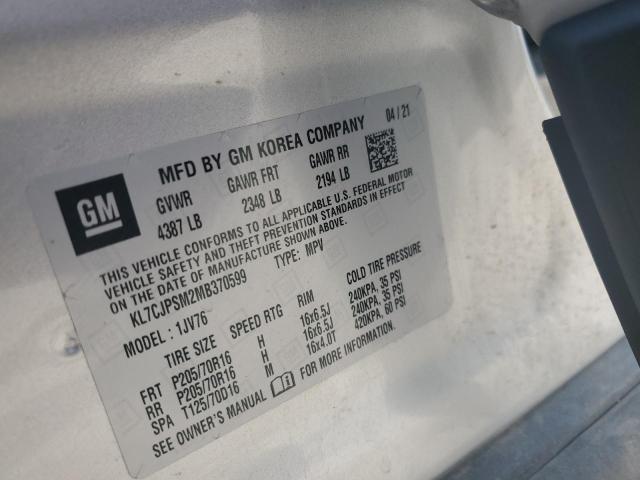 GM
MFD BY GM KOREA COMPANY 04 / 21
GVWR GAWR FRT GAWR RR
4387 LB 2348 LB 2194 LB
THIS VEHICLE CONFORMS TO ALL APPLICABLE U.S. FEDERAL MOTOR
VEHICLE SAFETY AND THEFT PREVENTION STANDARDS IN EFFECT
ON THE DATE OF MANUFACTURE SHOWN ABOVE.
KL7CJPSM2MB370599 TYPE: MPV
MODEL : 1JV76
TIRE SIZE SPEED RTG RIM COLD TIRE PRESSURE
FRT P205/70R16 H 16x6.5J 240KPA, 35 PSI
RR P205/70R16 H 16x6.5J 240KPA, 35 PSI
SPA T125/70D16 M 16x4.0T 420KPA, 60 PSI
SEE OWNER'S MANUAL FOR MORE INFORMATION.